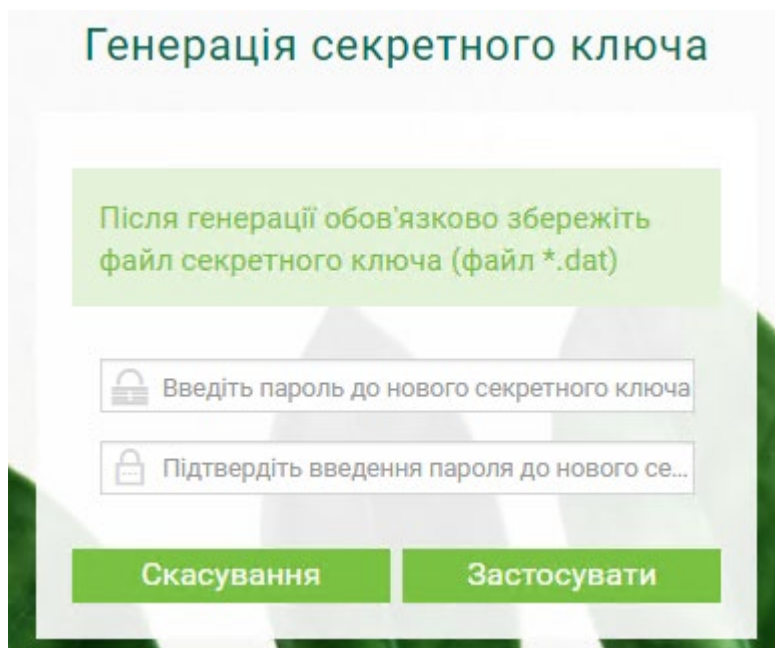 Генерація секретного ключа
Після генерації обов'язково збережіть
файл секретного ключа (файл *.dat)
Введіть пароль до нового секретного ключа
Підтвердіть введення пароля до нового се...
Скасування Застосувати